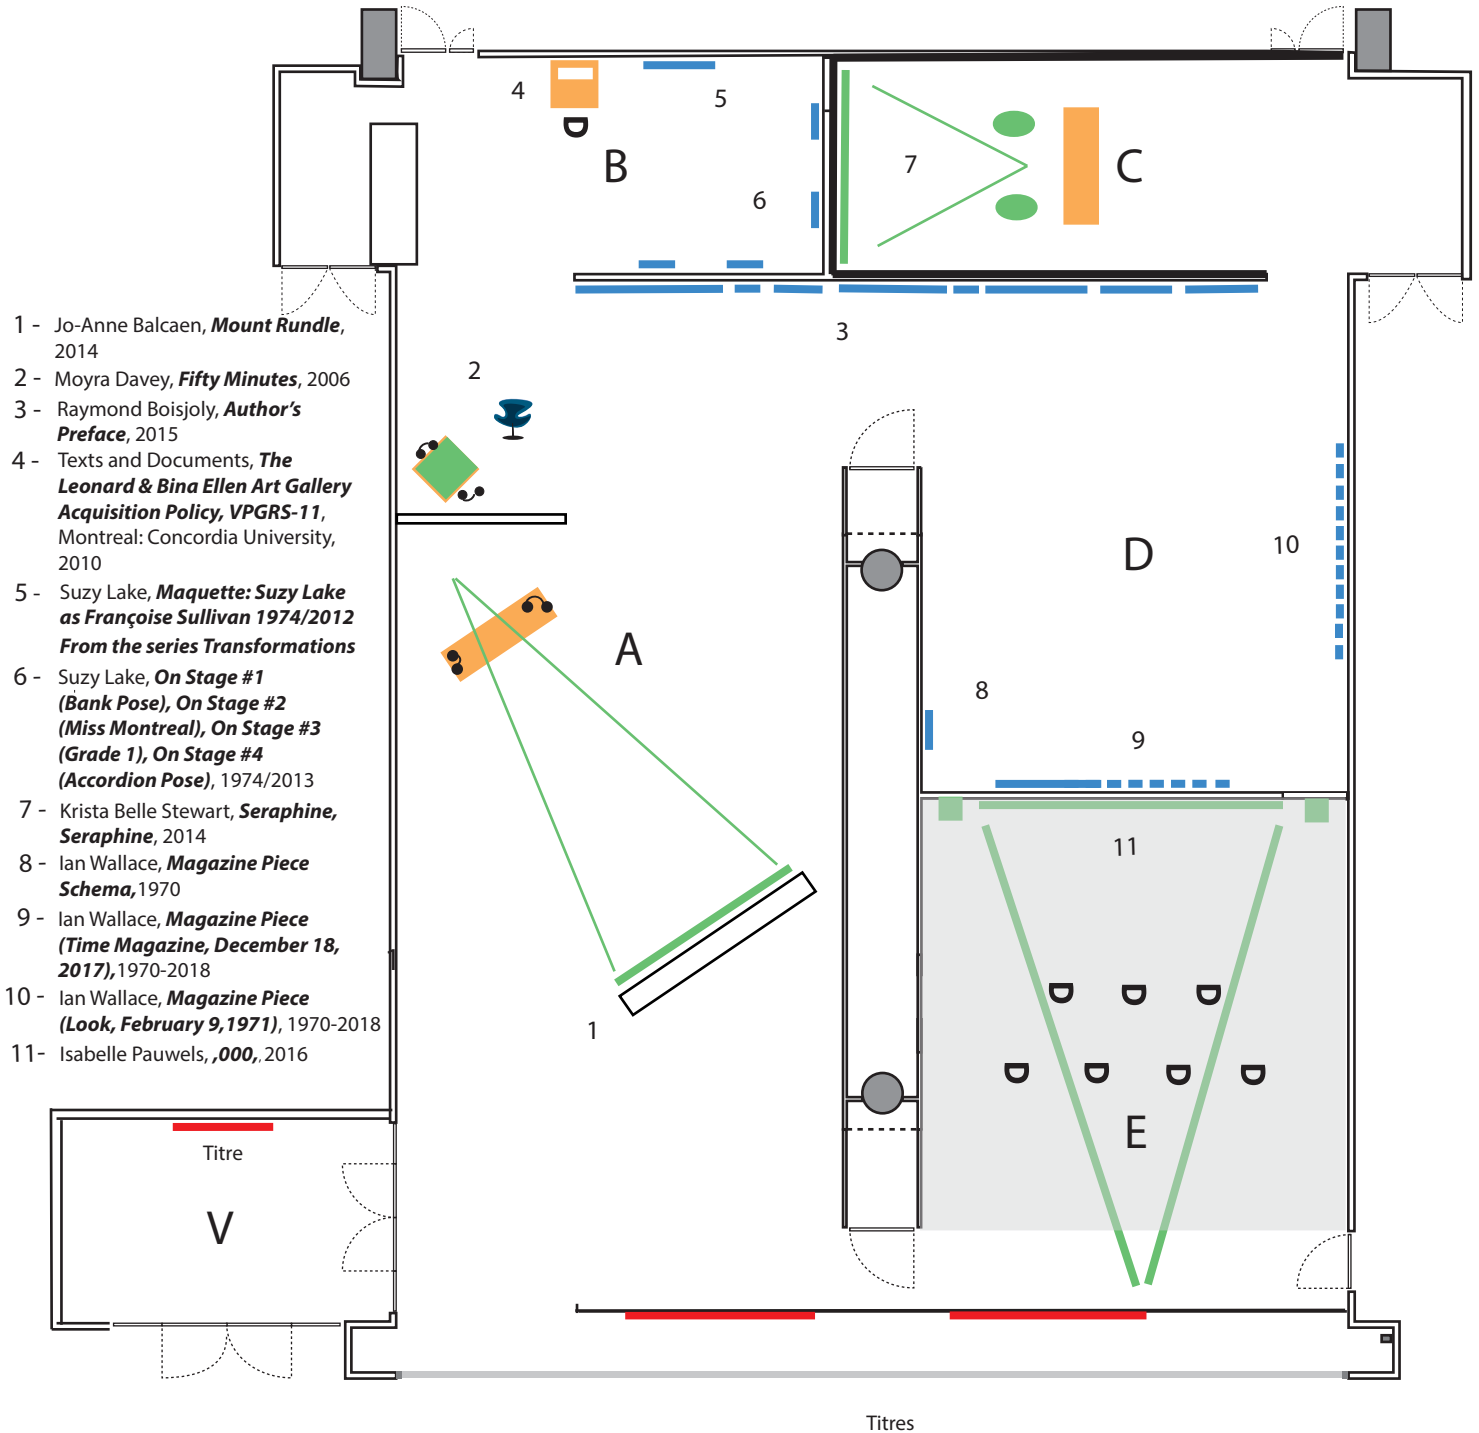 4
5
B
6
7
C
3
2
A
D
10
8
9
11
1
E
1 - Jo-Anne Balcaen, Mount Rundle,
2014
2 - Moyra Davey, Fifty Minutes, 2006
3 - Raymond Boisjoly, Author's
Preface, 2015
4 - Texts and Documents, The
Leonard & Bina Ellen Art Gallery
Acquisition Policy, VPGRS-11,
Montreal: Concordia University,
2010
5 - Suzy Lake, Maquette: Suzy Lake
as Françoise Sullivan 1974/2012
From the series Transformations
6 - Suzy Lake, On Stage #1
(Bank Pose), On Stage #2
(Miss Montreal), On Stage #3
(Grade 1), On Stage #4
(Accordion Pose), 1974/2013
7 - Krista Belle Stewart, Seraphine,
Seraphine, 2014
8 - Ian Wallace, Magazine Piece
Schema,1970
9 - Ian Wallace, Magazine Piece
(Time Magazine, December 18,
2017),1970-2018
10 - Ian Wallace, Magazine Piece
(Look, February 9,1971), 1970-2018
11- Isabelle Pauwels, ,000,, 2016
Titre
V
Titres